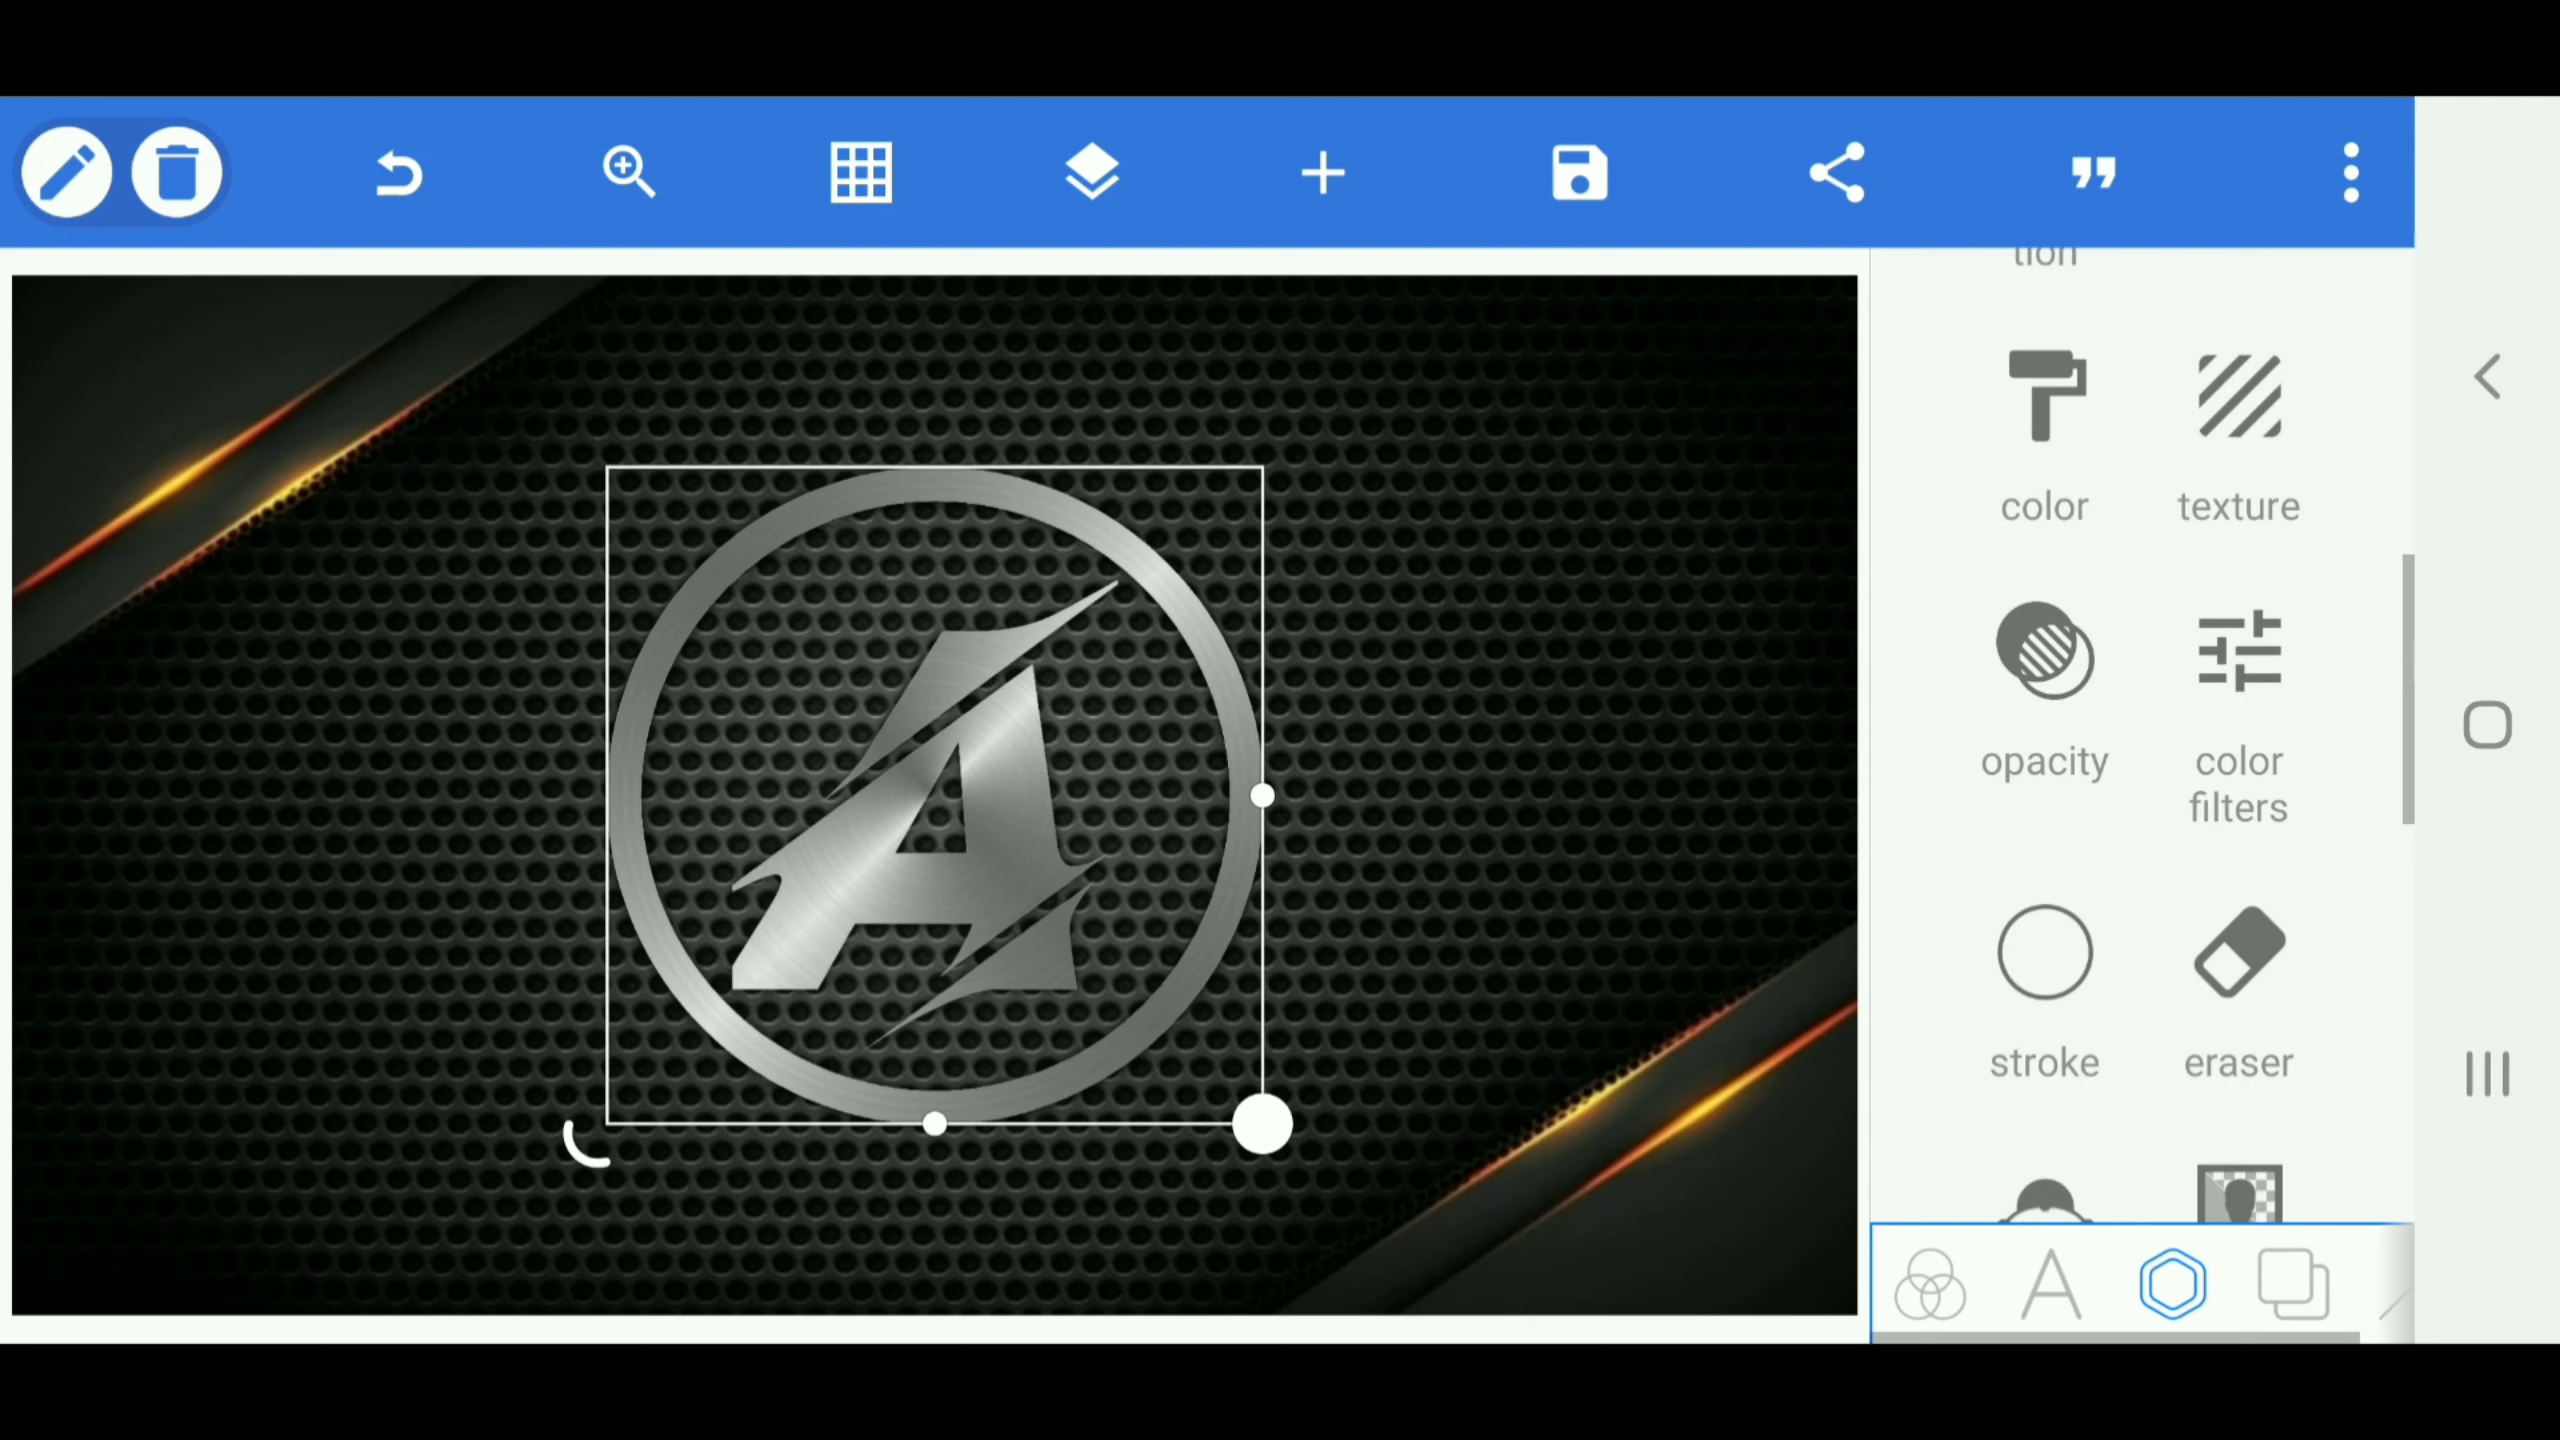 tion
color texture
opacity color
filters
stroke eraser
A